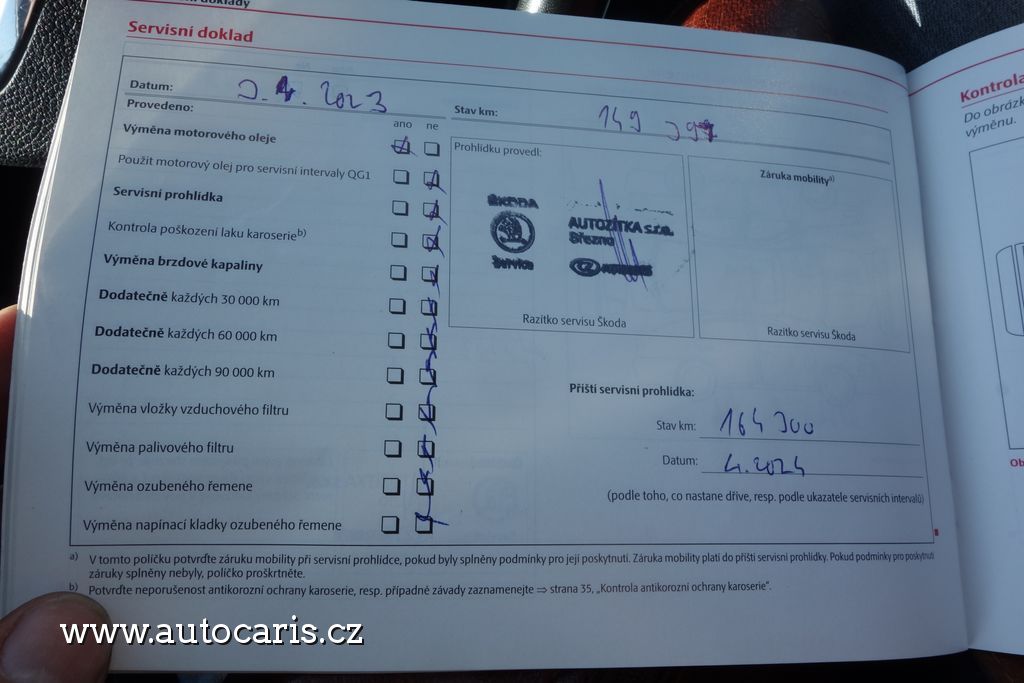 doklady
Servisní doklad
Datum: 4. 2023
Stav km: 149
Provedeno:
ano ne
Výměna motorového oleje
Použit motorový olej pro servisní intervaly QG1
Servisní prohlídka
Kontrola poškození laku karoserie b)
Výměna brzdové kapaliny
Dodatečně každých 30 000 km
Dodatečně každých 60 000 km
Dodatečně každých 90 000 km
Výměna vložky vzduchového filtru
Výměna palivového filtru
Výměna ozubeného řemene
Výměna napínací kladky ozubeného řemene
Prohlídku provedl:
ŠKODA
Service
AUTOZÍTKA s.r.o.
Březno
Razítko servisu Škoda
Záruka mobility a)
Razítko servisu Škoda
Příští servisní prohlídka:
Stav km: 164 300
Datum: 4. 2024
(podle toho, co nastane dříve, resp. podle ukazatele servisních intervalů)
a) V tomto políčku potvrďte záruku mobility při servisní prohlídce, pokud byly splněny podmínky pro její poskytnutí. Záruka mobility platí do příští servisní prohlídky. Pokud podmínky pro poskytnutí
záruky splněny nebyly, políčko proškrtněte.
b) Potvrďte neporušenost antikorozní ochrany karoserie, resp. případné závady zaznamenejte ⇒ strana 35, „Kontrola antikorozní ochrany karoserie“.
Kontrola
Do obrázk
výměnu.
Ob
www.autocaris.cz